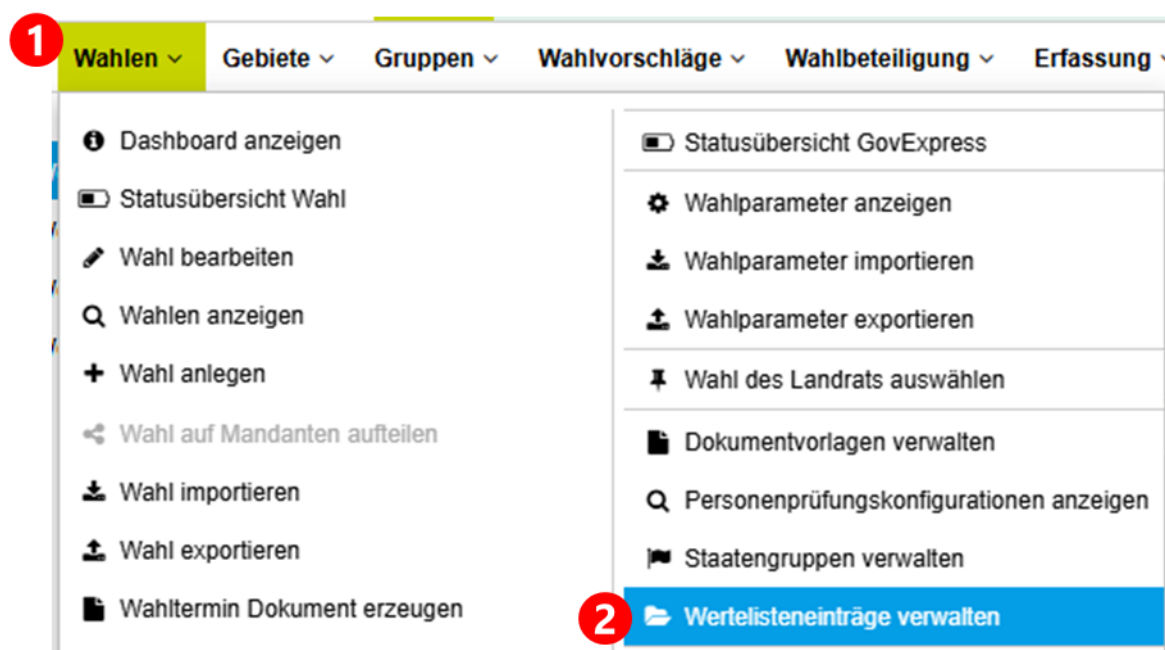 1
Wahlen Gebiete Gruppen Wahlvorschläge Wahlbeteiligung Erfassung
Dashboard anzeigen
Statusübersicht Wahl
Wahl bearbeiten
Wahlen anzeigen
Wahl anlegen
Wahl auf Mandanten aufteilen
Wahl importieren
Wahl exportieren
Wahltermin Dokument erzeugen
Statusübersicht GovExpress
Wahlparameter anzeigen
Wahlparameter importieren
Wahlparameter exportieren
Wahl des Landrats auswählen
Dokumentvorlagen verwalten
Personenprüfungskonfigurationen anzeigen
Staatengruppen verwalten
2
Wertelisteneinträge verwalten